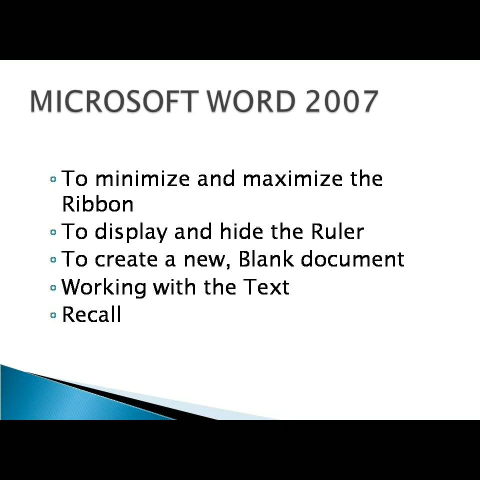 MICROSOFT WORD 2007
To minimize and maximize the
Ribbon
To display and hide the Ruler
To create a new, Blank document
Working with the Text
Recall